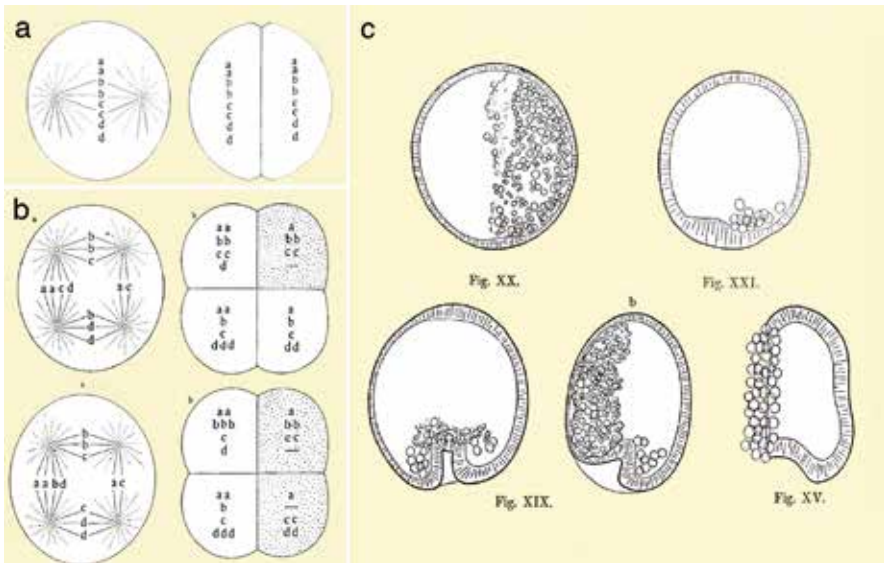 a
a
a
b
b
c
c
d
d
a a
a a
b b
b b
c c
c c
d d
d d
b
b
b
c
a a c d a c
b
d
d
b
aa a
bb bb
cc cc
d —
aa a
b b
c c
ddd dd
b
b
c
a a b d a c
c
d
d
b
aa a
bbb bb
c cc
d —
aa a
b —
c cc
ddd dd
c
Fig. XX.
Fig. XXI.
b
Fig. XIX.
Fig. XV.